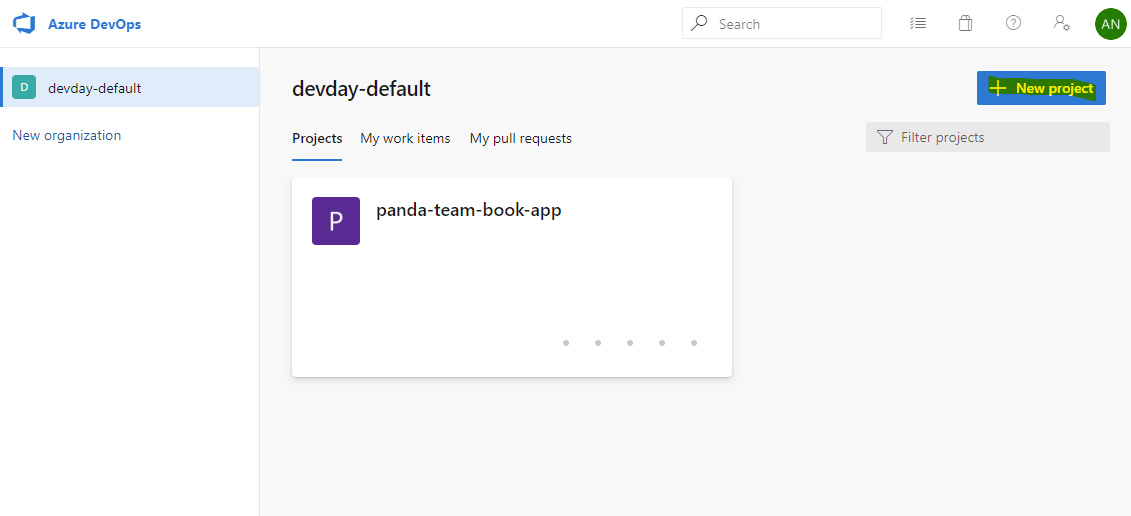 Azure DevOps
Search
AN
D
devday-default
New organization
devday-default
New project
Projects
My work items
My pull requests
Filter projects
P
panda-team-book-app